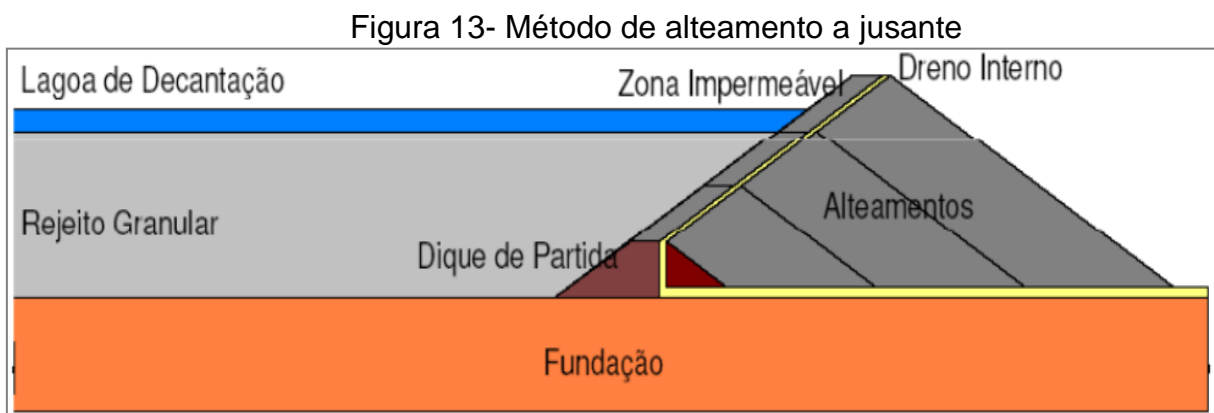 Figura 13- Método de alteamento a jusante
Lagoa de Decantação
Zona Impermeável
Dreno Interno
Rejeito Granular
Alteamentos
Dique de Partida
Fundação